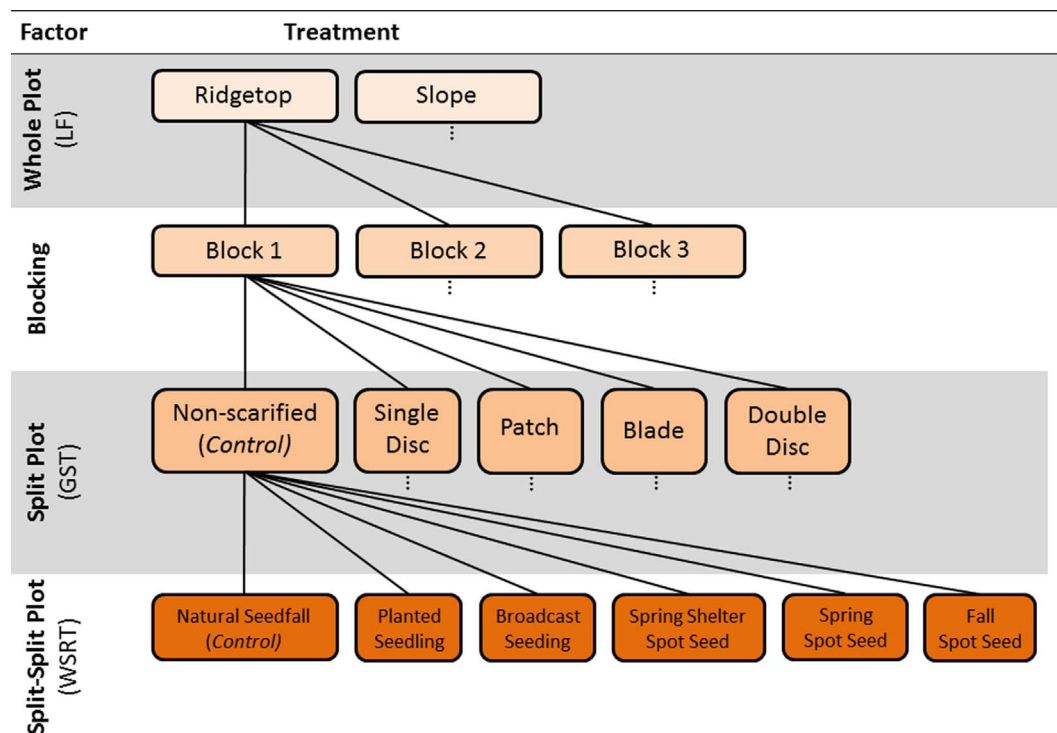 Factor Treatment
Whole Plot
(LF)
Ridgetop Slope
Blocking
Block 1 Block 2 Block 3
Split Plot
(GST)
Non-scarified
(Control)
Single
Disc
Patch
Blade
Double
Disc
Split-Split Plot
(WSRT)
Natural Seedfall
(Control)
Planted
Seedling
Broadcast
Seeding
Spring Shelter
Spot Seed
Spring
Spot Seed
Fall
Spot Seed